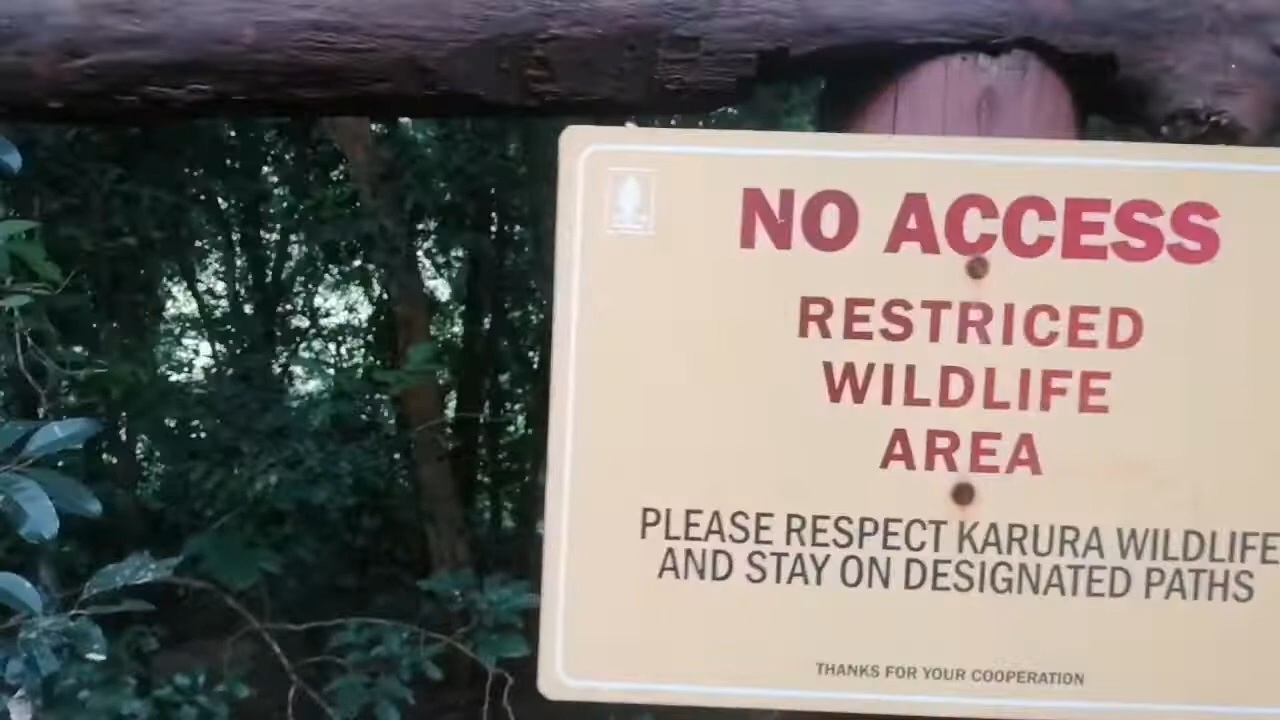 NO ACCESS
RESTRICED
WILDLIFE
AREA
PLEASE RESPECT KARURA WILDLIFE
AND STAY ON DESIGNATED PATHS
THANKS FOR YOUR COOPERATION